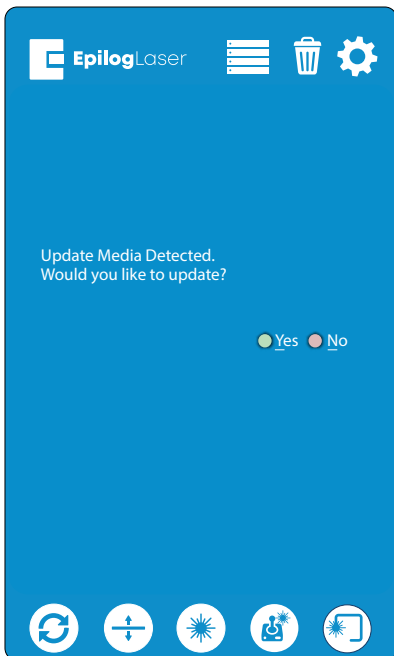 EpilogLaser
Update Media Detected.
Would you like to update?
Yes No